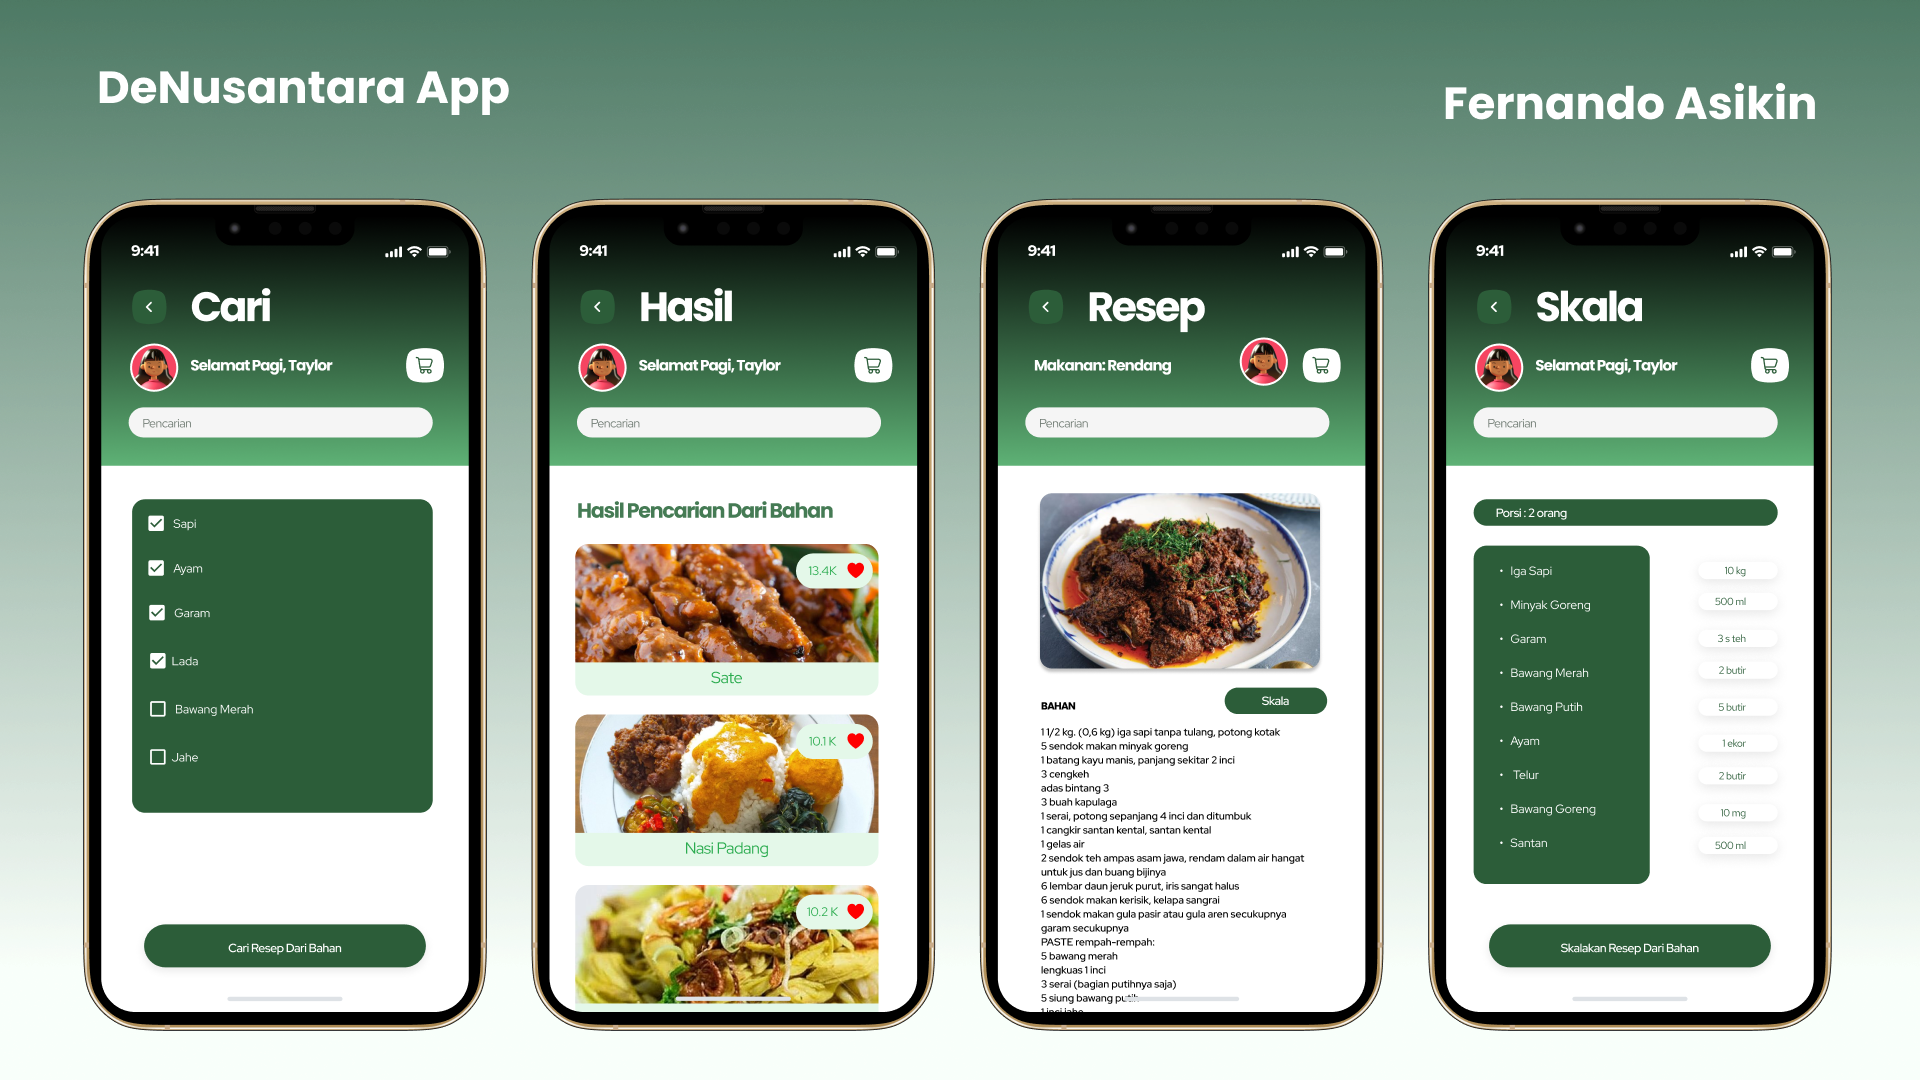 DeNusantara App
Fernando Asikin
9:41
Cari
Selamat Pagi, Taylor
Pencarian
Sapi
Ayam
Garam
Lada
Bawang Merah
Jahe
Cari Resep Dari Bahan
9:41
Hasil
Selamat Pagi, Taylor
Pencarian
Hasil Pencarian Dari Bahan
13.4K
Sate
10.1 K
Nasi Padang
10.2 K
9:41
Resep
Makanan: Rendang
Pencarian
BAHAN
Skala
1 1/2 kg. (0,6 kg) iga sapi tanpa tulang, potong kotak
5 sendok makan minyak goreng
1 batang kayu manis, panjang sekitar 2 inci
3 cengkeh
adas bintang 3
3 buah kapulaga
1 serai, potong sepanjang 4 inci dan ditumbuk
1 cangkir santan kental, santan kental
1 gelas air
2 sendok teh ampas asam jawa, rendam dalam air hangat
untuk jus dan buang bijinya
6 lembar daun jeruk purut, iris sangat halus
6 sendok makan kerisik, kelapa sangrai
1 sendok makan gula pasir atau gula aren secukupnya
garam secukupnya
PASTE rempah-rempah:
5 bawang merah
lengkuas 1 inci
3 serai (bagian putihnya saja)
5 siung bawang putih
1 inci jahe
9:41
Skala
Selamat Pagi, Taylor
Pencarian
Porsi : 2 orang
• Iga Sapi 10 kg
• Minyak Goreng 500 ml
• Garam 3 s teh
• Bawang Merah 2 butir
• Bawang Putih 5 butir
• Ayam 1 ekor
• Telur 2 butir
• Bawang Goreng 10 mg
• Santan 500 ml
Skalakan Resep Dari Bahan